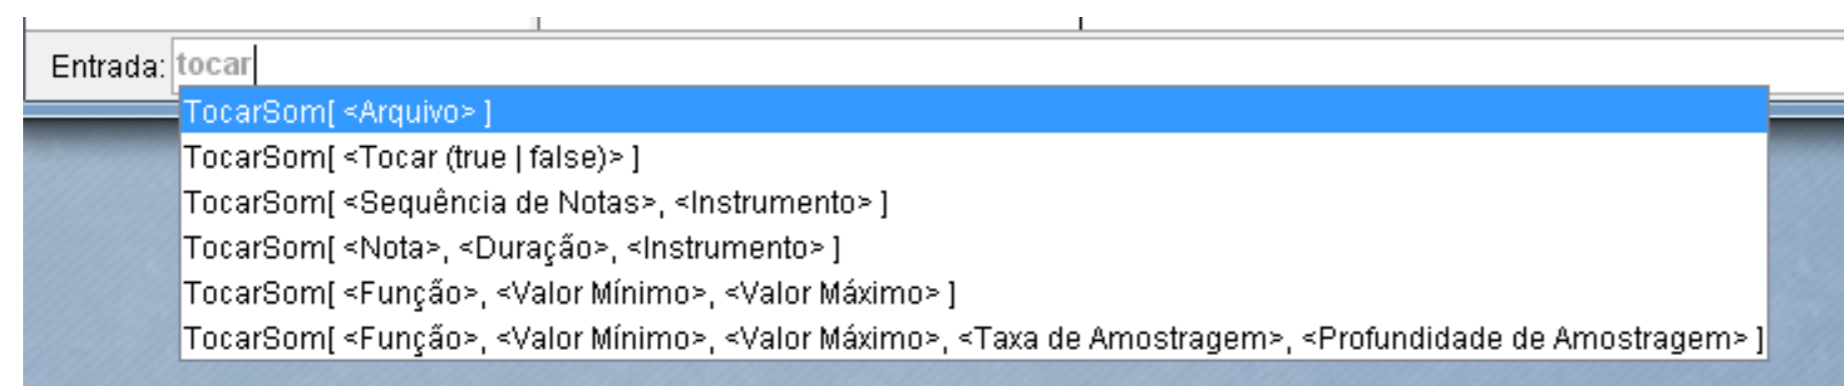 Entrada: tocar
TocarSom[ <Arquivo> ]
TocarSom[ <Tocar (true | false)> ]
TocarSom[ <Sequência de Notas>, <Instrumento> ]
TocarSom[ <Nota>, <Duração>, <Instrumento> ]
TocarSom[ <Função>, <Valor Mínimo>, <Valor Máximo> ]
TocarSom[ <Função>, <Valor Mínimo>, <Valor Máximo>, <Taxa de Amostragem>, <Profundidade de Amostragem> ]